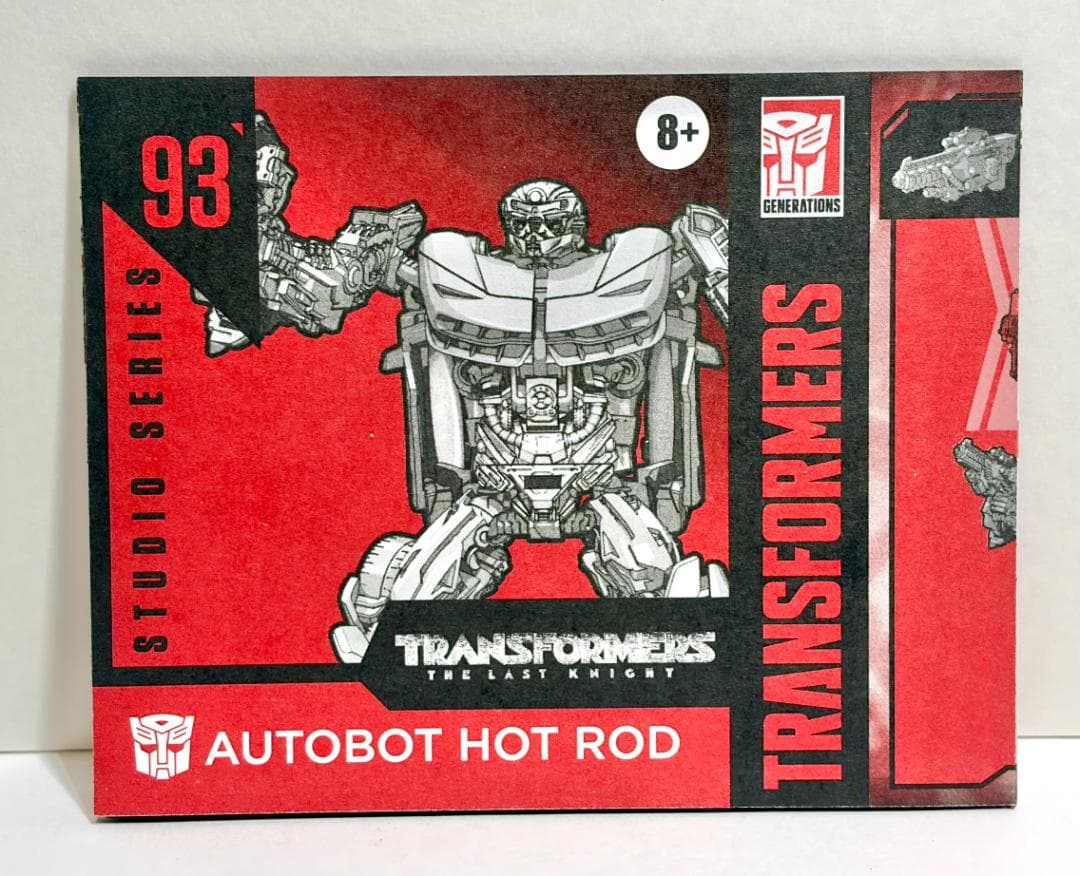 93
STUDIO SERIES
8+
GENERATIONS
TRANSFORMERS
TRANSFORMERS
THE LAST KNIGHT
AUTOBOT HOT ROD